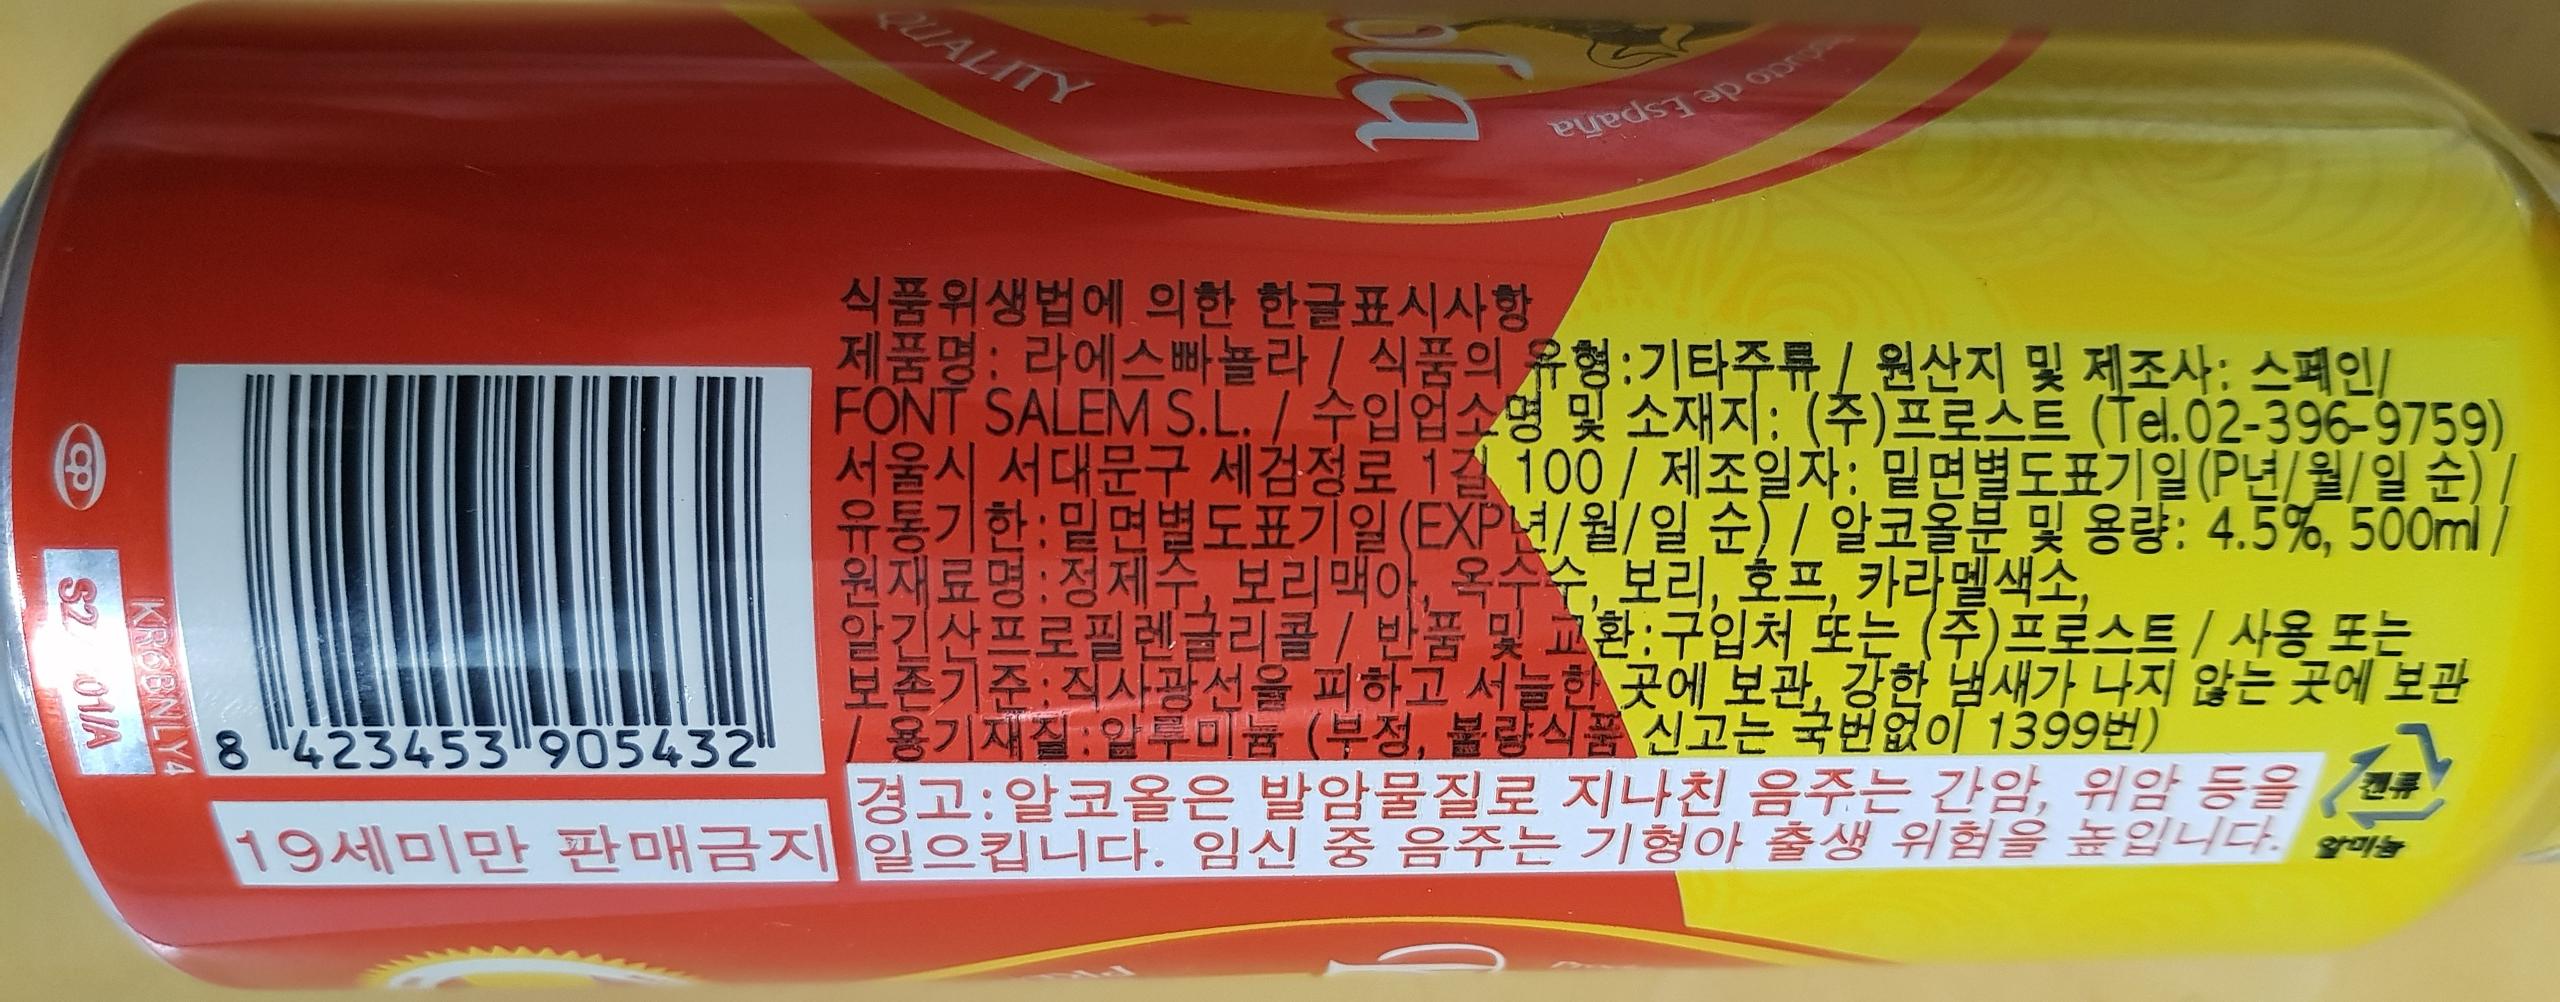 QUALITY
ola
Producto de España
식품위생법에 의한 한글표시사항
제품명: 라에스빠뇰라 / 식품의 유형:기타주류 / 원산지 및 제조사: 스페인/
FONT SALEM S.L. / 수입업소명 및 소재지: (주)프로스트 (Tel.02-396-9759)
서울시 서대문구 세검정로 1길 100 / 제조일자: 밑면별도표기일(P년/월/일 순) /
유통기한:밑면별도표기일(EXP년/월/일 순) / 알코올분 및 용량: 4.5%, 500ml /
원재료명:정제수, 보리맥아, 옥수수, 보리, 호프, 카라멜색소,
알긴산프로필렌글리콜 / 반품 및 교환:구입처 또는 (주)프로스트 / 사용 또는
보존기준:직사광선을 피하고 서늘한 곳에 보관, 강한 냄새가 나지 않는 곳에 보관
/ 용기재질:알루미늄 (부정, 불량식품 신고는 국번없이 1399번)
경고:알코올은 발암물질로 지나친 음주는 간암, 위암 등을
일으킵니다. 임신 중 음주는 기형아 출생 위험을 높입니다.
캔류
알미늄
8 423453 905432
19세미만 판매금지
KR6BNLY4
S2 01/A